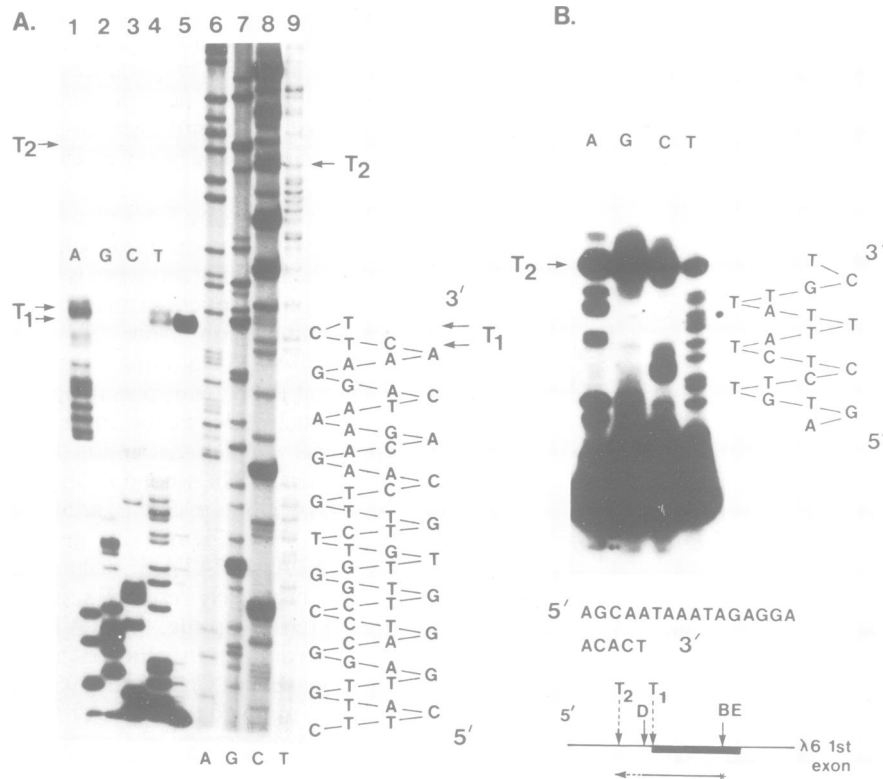 A.
1 2 3 4 5 6 7 8 9
T2
T2
A G C T
T1
3′
T
C
T C
T1
A
A A
G
G A
C
A T
A
A G
A
A C
G
A A
C
T C
G
T T
G
C T
T
T G
T
G T
G
G T
G
C T
C
C T
G
C A
G
G A
G
T T
G
T A
C
T T
C
5′
A G C T
B.
A G C T
T2
3′
T
C
T G
T
A T
T
T A T
C T
C
T C
T G T
G
A
5′
5′ AGCAATAAATAGAGGA
ACACT 3′
5′ T2 D T1 BE
λ6 1st
exon